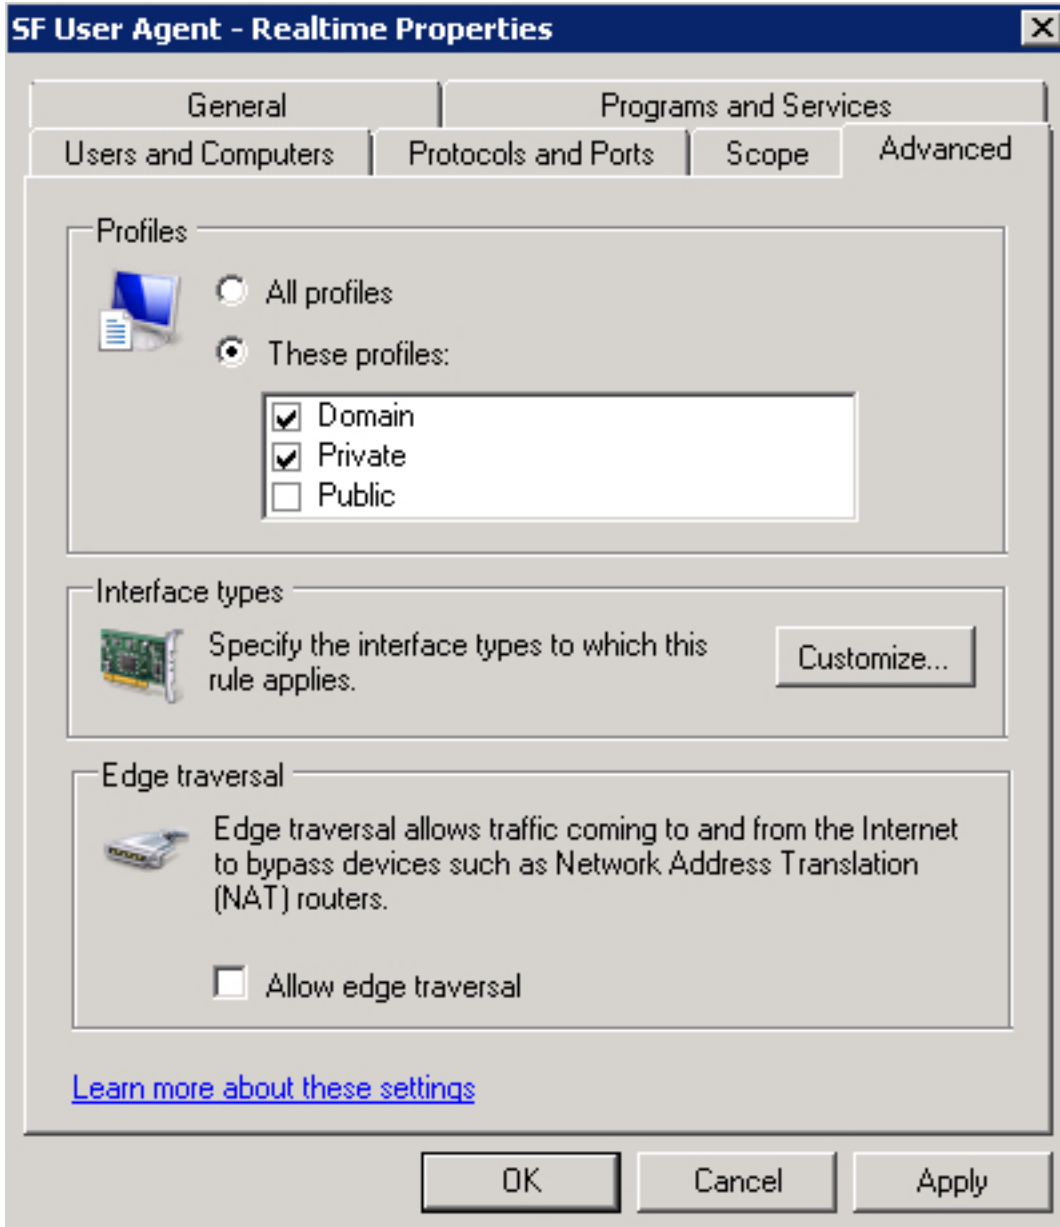 SF User Agent - Realtime Properties
General
Programs and Services
Users and Computers
Protocols and Ports
Scope
Advanced
Profiles
All profiles
These profiles:
Domain
Private
Public
Interface types
Specify the interface types to which this
rule applies.
Customize...
Edge traversal
Edge traversal allows traffic coming to and from the Internet
to bypass devices such as Network Address Translation
(NAT) routers.
Allow edge traversal
Learn more about these settings
OK
Cancel
Apply